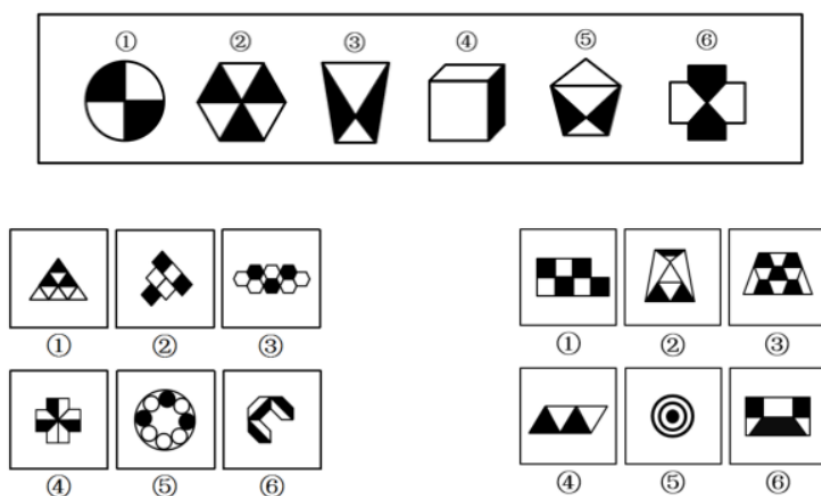 ① ② ③ ④ ⑤ ⑥
① ② ③ ① ② ③
④ ⑤ ⑥ ④ ⑤ ⑥